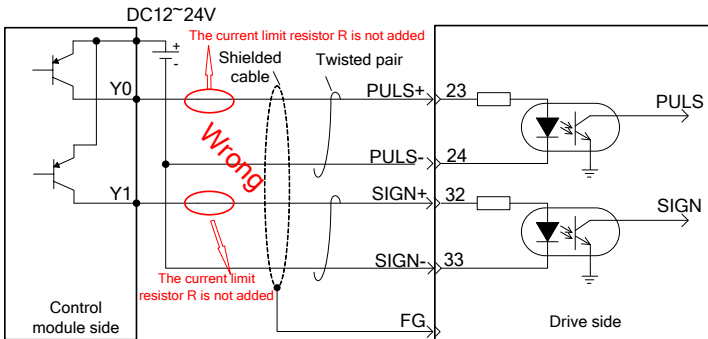 DC12~24V
+
-
The current limit resistor R is not added
Shielded
cable
Twisted pair
Y0
PULS+
23
PULS
Wrong
PULS-
24
Y1
SIGN+
32
SIGN
SIGN-
33
The current limit
resistor R is not added
Control
module side
FG
Drive side